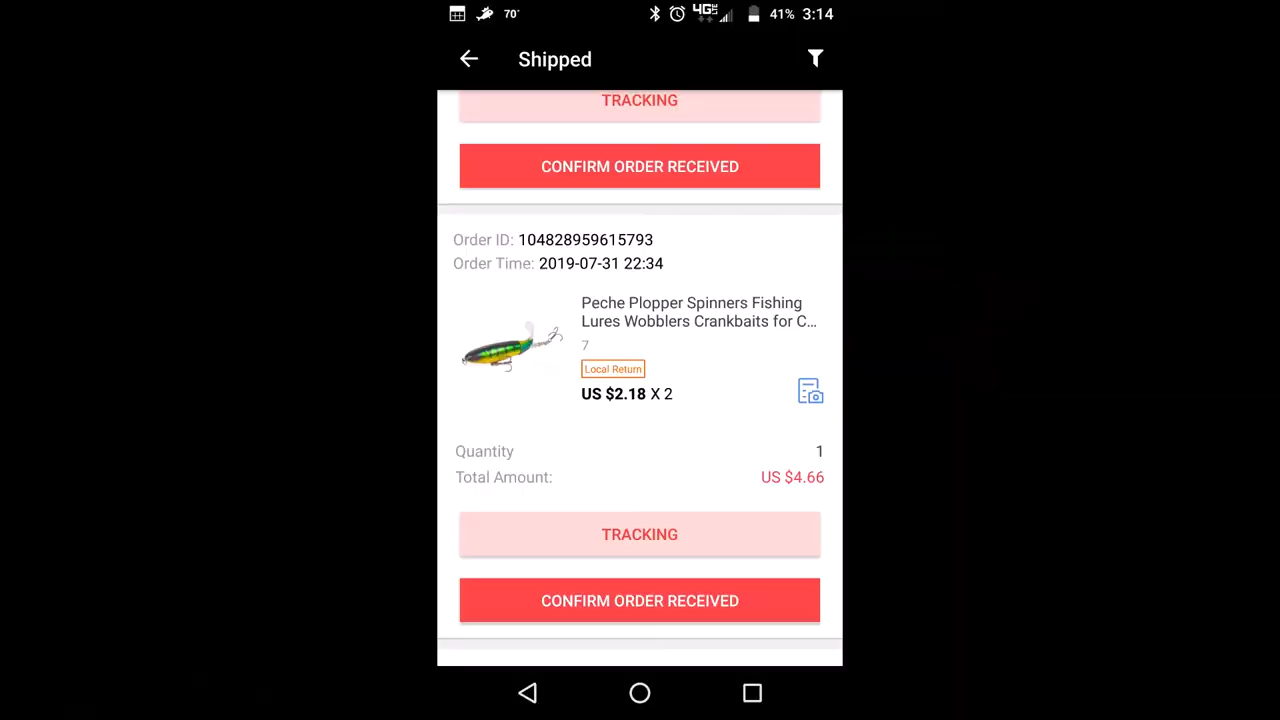 70°
4G LTE
41% 3:14
Shipped
TRACKING
CONFIRM ORDER RECEIVED
Order ID: 104828959615793
Order Time: 2019-07-31 22:34
Peche Plopper Spinners Fishing
Lures Wobblers Crankbaits for C...
7
Local Return
US $2.18 X 2
Quantity 1
Total Amount: US $4.66
TRACKING
CONFIRM ORDER RECEIVED